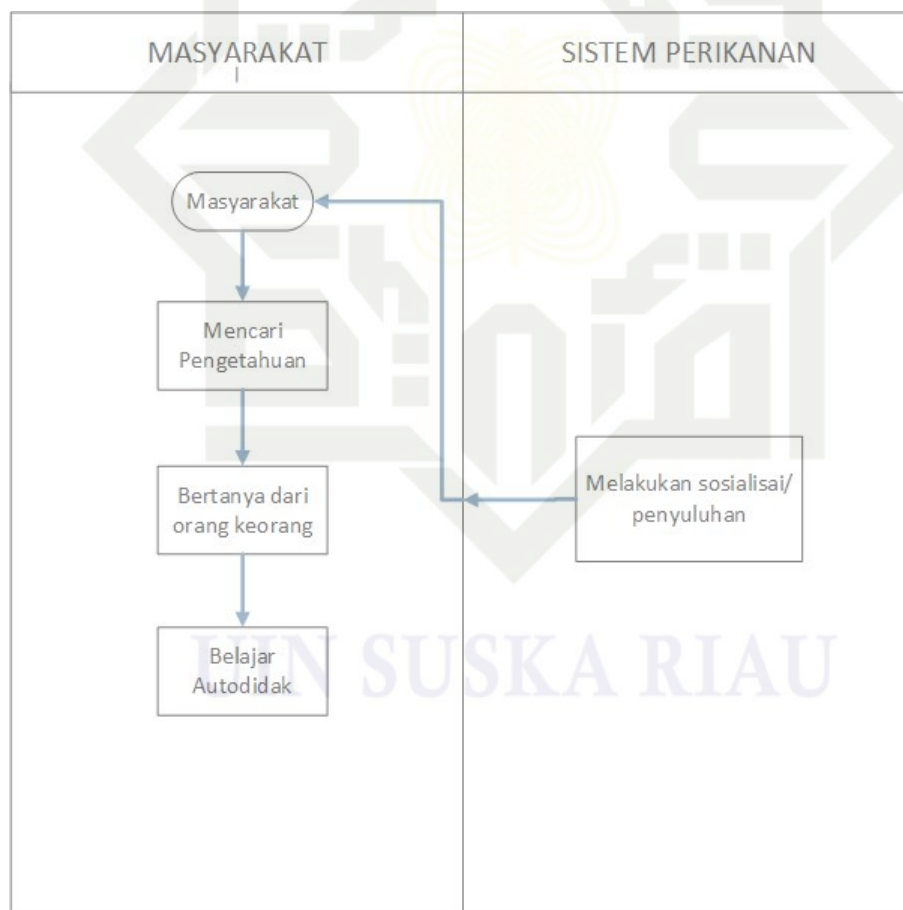 MASYARAKAT
SISTEM PERIKANAN
Masyarakat
Mencari
Pengetahuan
Bertanya dari
orang keorang
Melakukan sosialisai/
penyuluhan
Belajar
Autodidak
UIN SUSKA RIAU